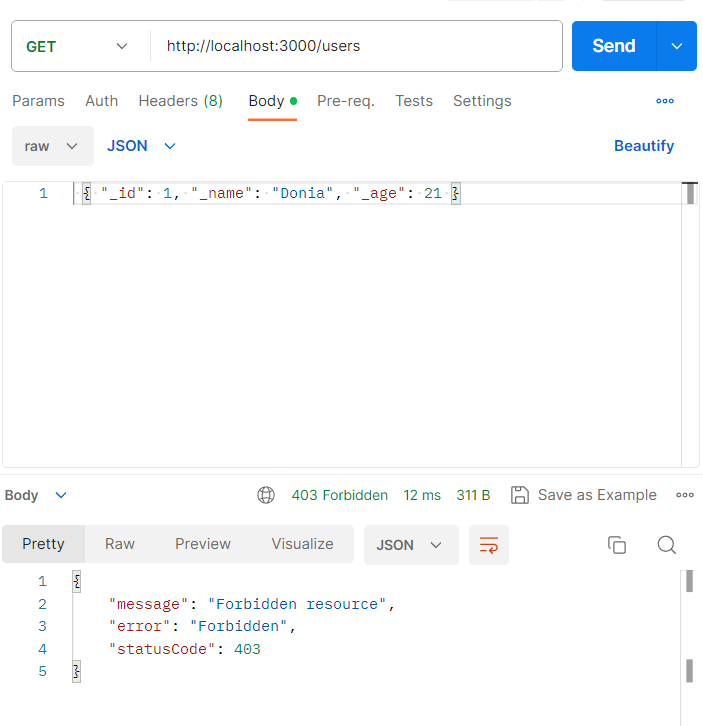 GET http://localhost:3000/users Send
Params Auth Headers (8) Body Pre-req. Tests Settings
raw JSON Beautify
1 { "_id": 1, "_name": "Donia", "_age": 21 }
Body 403 Forbidden 12 ms 311 B Save as Example
Pretty Raw Preview Visualize JSON
1 {
2 "message": "Forbidden resource",
3 "error": "Forbidden",
4 "statusCode": 403
5 }